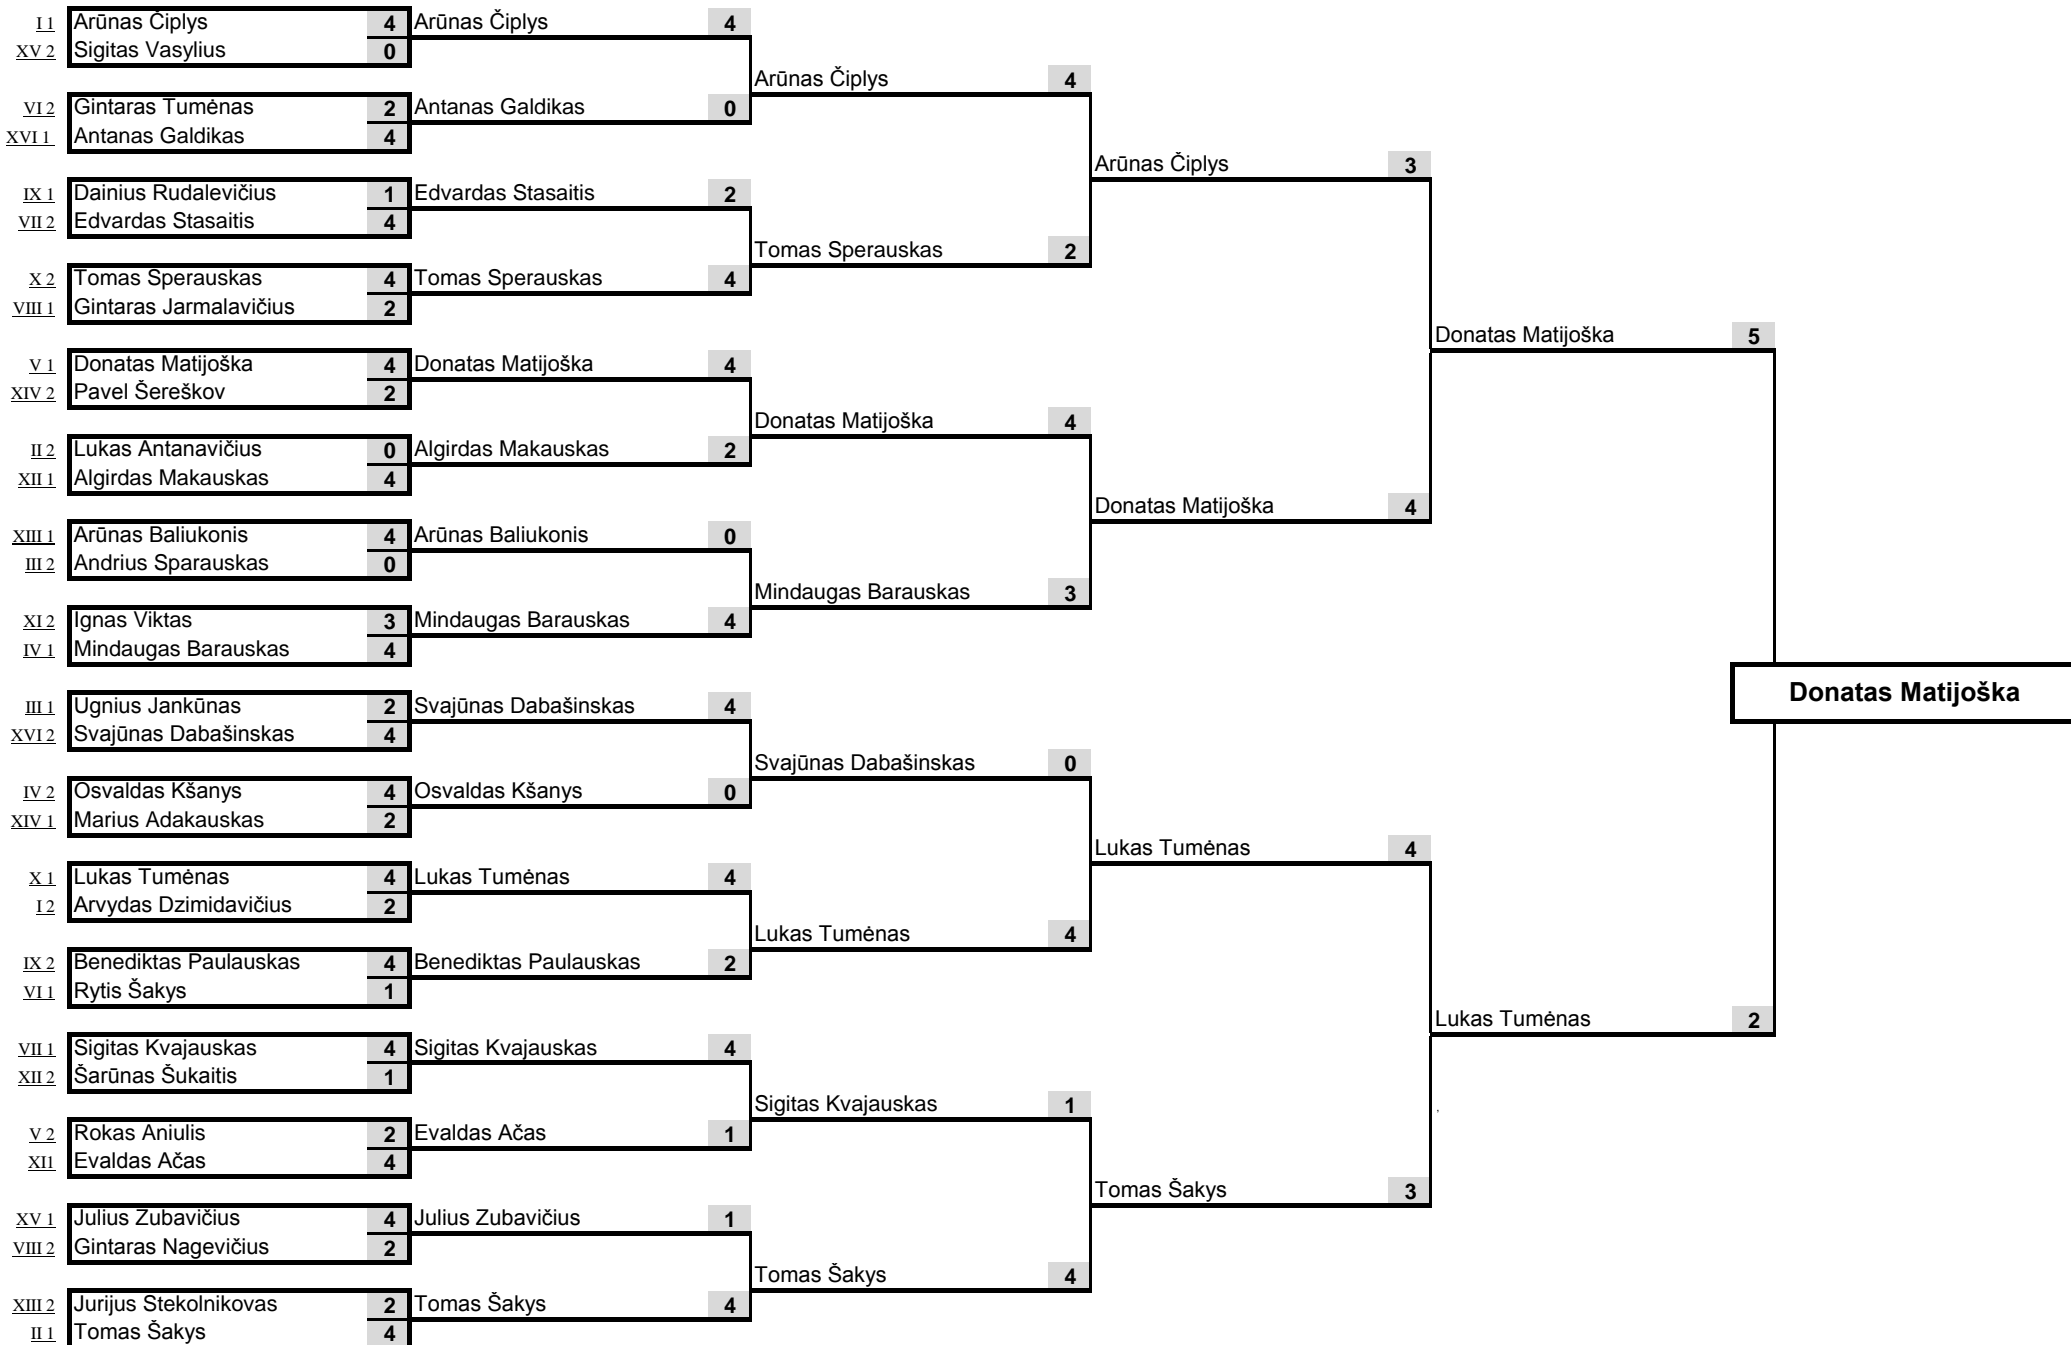 I 1 Arūnas Čiplys 4 Arūnas Čiplys 4
XV 2 Sigitas Vasylius 0
Arūnas Čiplys 4
VI 2 Gintaras Tumėnas 2 Antanas Galdikas 0
XVI 1 Antanas Galdikas 4
Arūnas Čiplys 3
IX 1 Dainius Rudalevičius 1 Edvardas Stasaitis 2
VII 2 Edvardas Stasaitis 4
Tomas Sperauskas 2
X 2 Tomas Sperauskas 4 Tomas Sperauskas 4
VIII 1 Gintaras Jarmalavičius 2
Donatas Matijoška 5
V 1 Donatas Matijoška 4 Donatas Matijoška 4
XIV 2 Pavel Šereškov 2
Donatas Matijoška 4
II 2 Lukas Antanavičius 0 Algirdas Makauskas 2
XII 1 Algirdas Makauskas 4
Donatas Matijoška 4
XIII 1 Arūnas Baliukonis 4 Arūnas Baliukonis 0
III 2 Andrius Sparauskas 0
Mindaugas Barauskas 3
XI 2 Ignas Viktas 3 Mindaugas Barauskas 4
IV 1 Mindaugas Barauskas 4
Donatas Matijoška
III 1 Ugnius Jankūnas 2 Svajūnas Dabašinskas 4
XVI 2 Svajūnas Dabašinskas 4
Svajūnas Dabašinskas 0
IV 2 Osvaldas Kšanys 4 Osvaldas Kšanys 0
XIV 1 Marius Adakauskas 2
Lukas Tumėnas 4
X 1 Lukas Tumėnas 4 Lukas Tumėnas 4
I 2 Arvydas Dzimidavičius 2
Lukas Tumėnas 4
IX 2 Benediktas Paulauskas 4 Benediktas Paulauskas 2
VI 1 Rytis Šakys 1
Lukas Tumėnas 2
VII 1 Sigitas Kvajauskas 4 Sigitas Kvajauskas 4
XII 2 Šarūnas Šukaitis 1
Sigitas Kvajauskas 1
V 2 Rokas Aniulis 2 Evaldas Ačas 1
XI1 Evaldas Ačas 4
Tomas Šakys 3
XV 1 Julius Zubavičius 4 Julius Zubavičius 1
VIII 2 Gintaras Nagevičius 2
Tomas Šakys 4
XIII 2 Jurijus Stekolnikovas 2 Tomas Šakys 4
II 1 Tomas Šakys 4